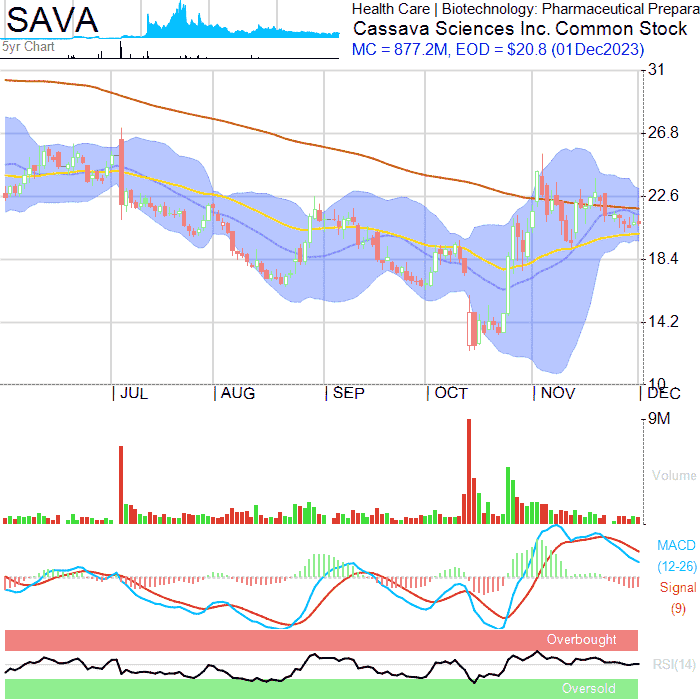 SAVA
5yr Chart
Health Care | Biotechnology: Pharmaceutical Prepara
Cassava Sciences Inc. Common Stock
MC = 877.2M, EOD = $20.8 (01Dec2023)
31
26.8
22.6
18.4
14.2
10
JUL
AUG
SEP
OCT
NOV
DEC
9M
Volume
MACD
(12-26)
Signal
(9)
Overbought
RSI(14)
Oversold